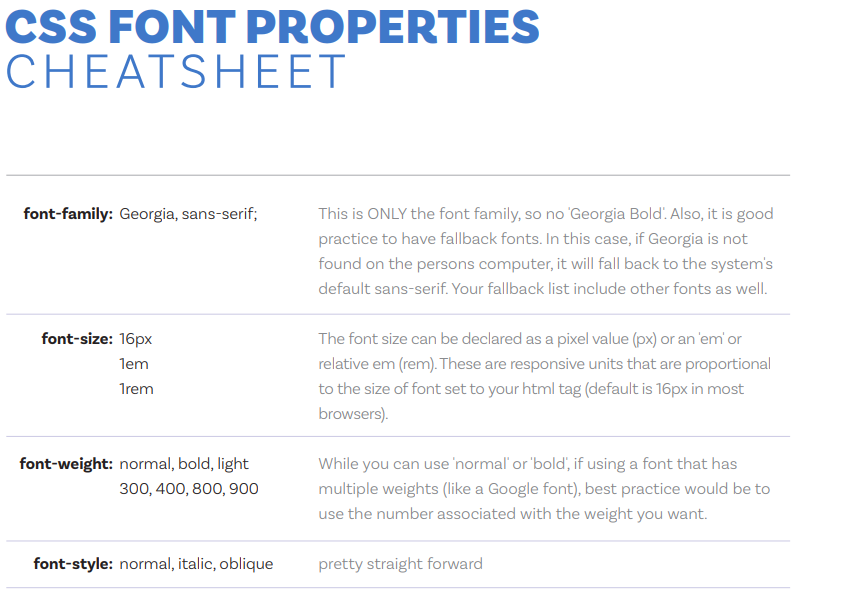 CSS FONT PROPERTIES
CHEATSHEET
font-family: Georgia, sans-serif;
This is ONLY the font family, so no 'Georgia Bold'. Also, it is good
practice to have fallback fonts. In this case, if Georgia is not
found on the persons computer, it will fall back to the system's
default sans-serif. Your fallback list include other fonts as well.
font-size: 16px
1em
1rem
The font size can be declared as a pixel value (px) or an 'em' or
relative em (rem). These are responsive units that are proportional
to the size of font set to your html tag (default is 16px in most
browsers).
font-weight: normal, bold, light
300, 400, 800, 900
While you can use 'normal' or 'bold', if using a font that has
multiple weights (like a Google font), best practice would be to
use the number associated with the weight you want.
font-style: normal, italic, oblique
pretty straight forward